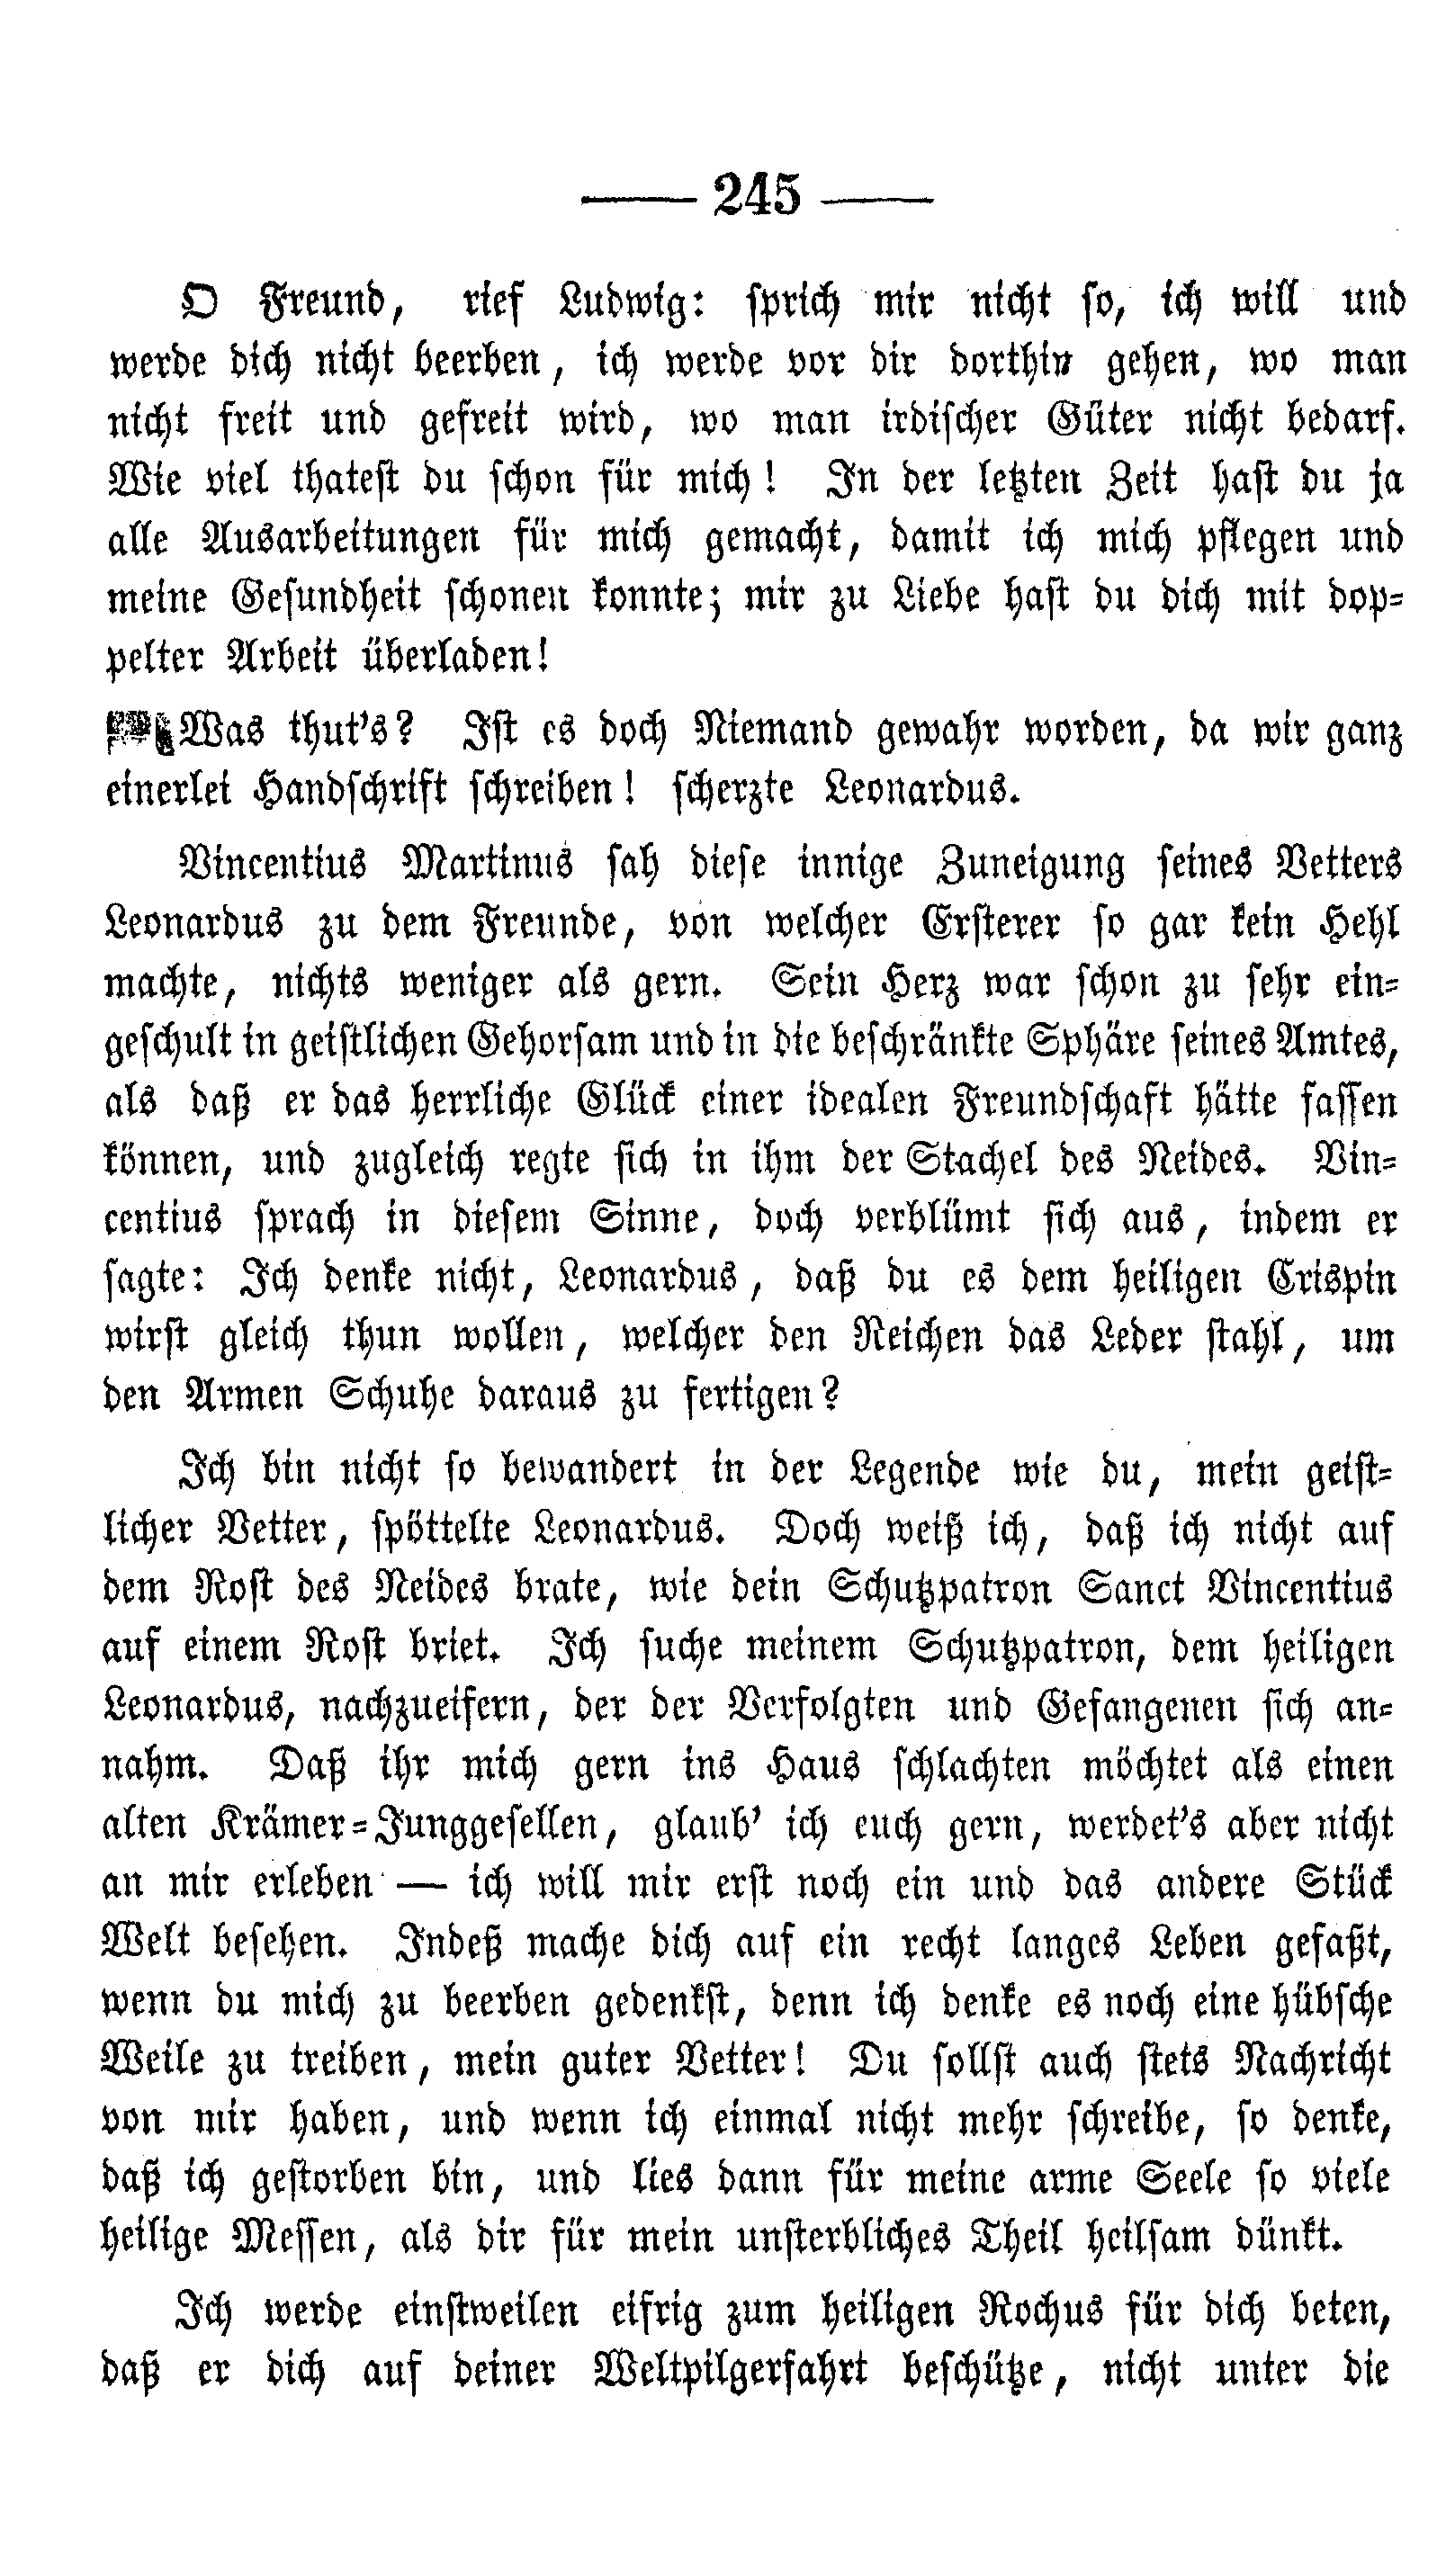 — 245 —
O Freund, rief Ludwig: sprich mir nicht so, ich will und
werde dich nicht beerben, ich werde vor dir dorthin gehen, wo man
nicht freit und gefreit wird, wo man irdischer Güter nicht bedarf.
Wie viel thatest du schon für mich! In der letzten Zeit hast du ja
alle Ausarbeitungen für mich gemacht, damit ich mich pflegen und
meine Gesundheit schonen konnte; mir zu Liebe hast du dich mit dop-
pelter Arbeit überladen!
Was thut's? Ist es doch Niemand gewahr worden, da wir ganz
einerlei Handschrift schreiben! scherzte Leonardus.
Vincentius Martinus sah diese innige Zuneigung seines Vetters
Leonardus zu dem Freunde, von welcher Ersterer so gar kein Hehl
machte, nichts weniger als gern. Sein Herz war schon zu sehr ein-
geschult in geistlichen Gehorsam und in die beschränkte Sphäre seines Amtes,
als daß er das herrliche Glück einer idealen Freundschaft hätte fassen
können, und zugleich regte sich in ihm der Stachel des Neides. Vin-
centius sprach in diesem Sinne, doch verblümt sich aus, indem er
sagte: Ich denke nicht, Leonardus, daß du es dem heiligen Crispin
wirst gleich thun wollen, welcher den Reichen das Leder stahl, um
den Armen Schuhe daraus zu fertigen?
Ich bin nicht so bewandert in der Legende wie du, mein geist-
licher Vetter, spöttelte Leonardus. Doch weiß ich, daß ich nicht auf
dem Rost des Neides brate, wie dein Schutzpatron Sanct Vincentius
auf einem Rost briet. Ich suche meinem Schutzpatron, dem heiligen
Leonardus, nachzueifern, der der Verfolgten und Gefangenen sich an-
nahm. Daß ihr mich gern ins Haus schlachten möchtet als einen
alten Krämer-Junggesellen, glaub' ich euch gern, werdet's aber nicht
an mir erleben — ich will mir erst noch ein und das andere Stück
Welt besehen. Indeß mache dich auf ein recht langes Leben gefaßt,
wenn du mich zu beerben gedenkst, denn ich denke es noch eine hübsche
Weile zu treiben, mein guter Vetter! Du sollst auch stets Nachricht
von mir haben, und wenn ich einmal nicht mehr schreibe, so denke,
daß ich gestorben bin, und lies dann für meine arme Seele so viele
heilige Messen, als dir für mein unsterbliches Theil heilsam dünkt.
Ich werde einstweilen eifrig zum heiligen Rochus für dich beten,
daß er dich auf deiner Weltpilgerfahrt beschütze, nicht unter die